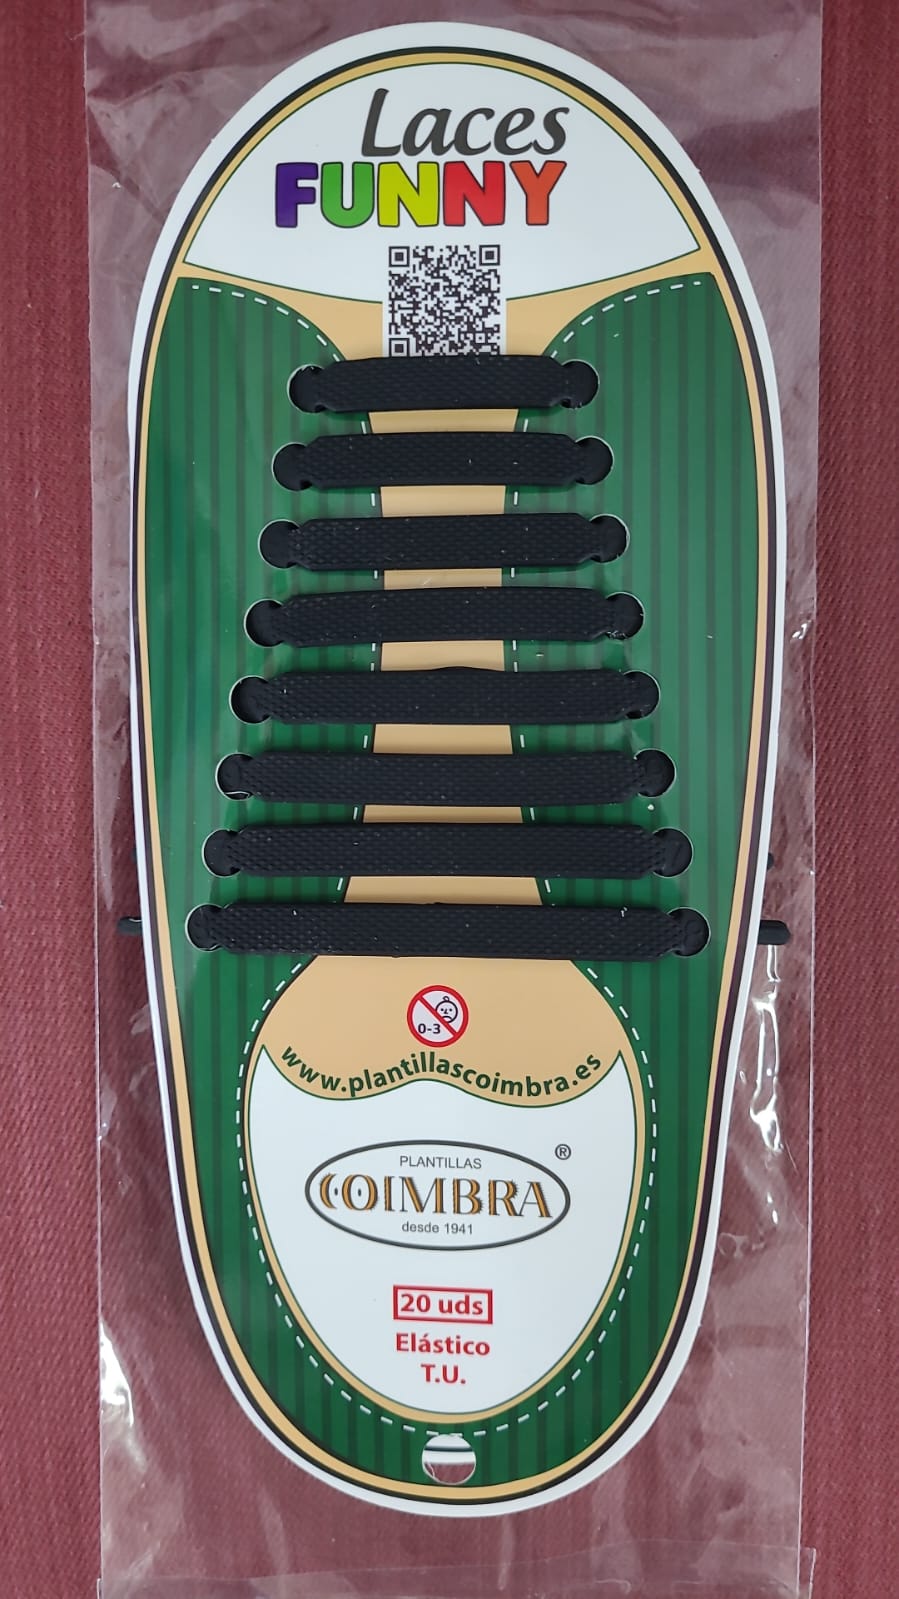 Laces
FUNNY
0-3
www.plantillascoimbra.es
PLANTILLAS
®
COIMBRA
desde 1941
20 uds
Elástico
T.U.